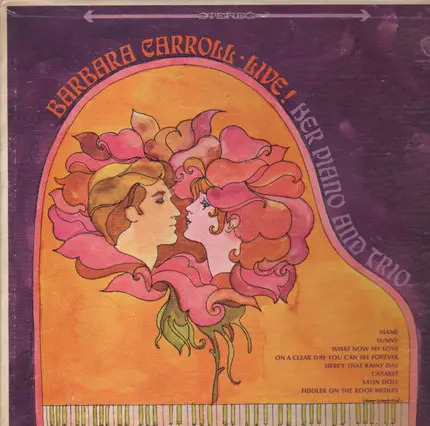 STEREO
BARBARA CARROLL · LIVE!
HER PIANO AND TRIO
MAME
SUNNY
WHAT NOW MY LOVE
ON A CLEAR DAY YOU CAN SEE FOREVER
HERE'S THAT RAINY DAY
CABARET
SATIN DOLL
FIDDLER ON THE ROOF MEDLEY